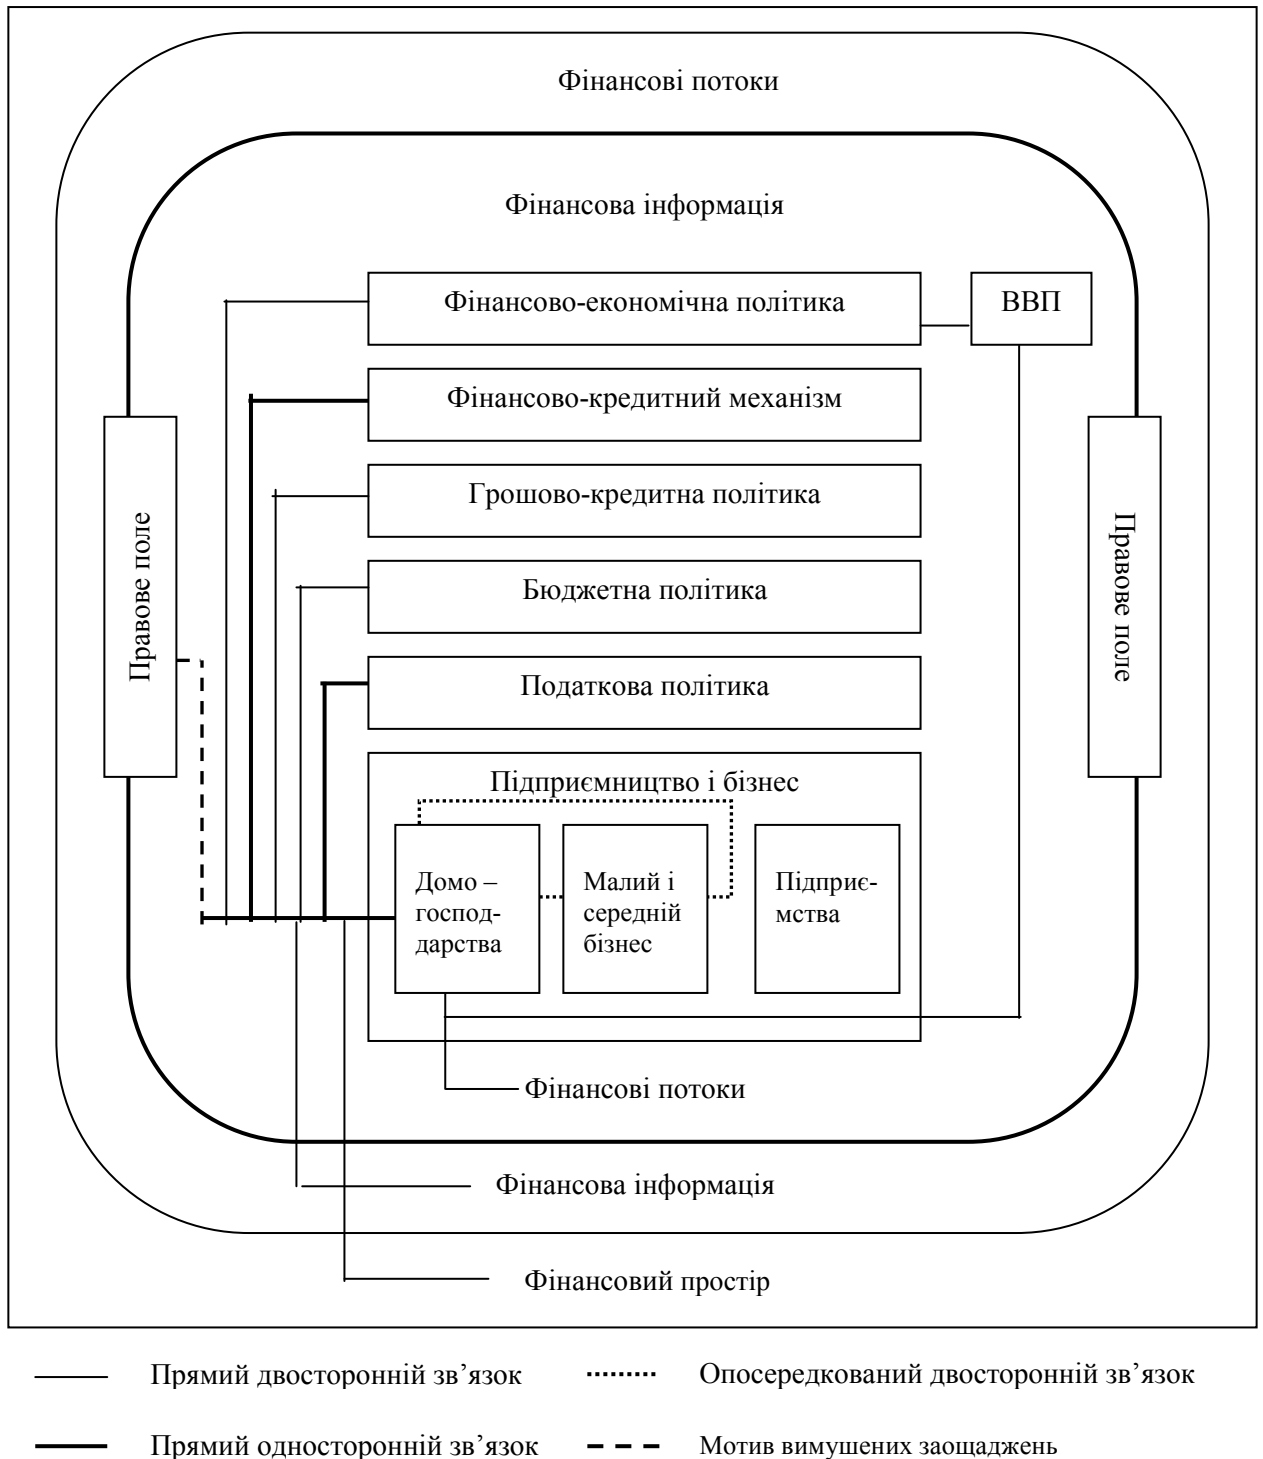 Фінансові потоки
Фінансова інформація
Фінансово-економічна політика
ВВП
Фінансово-кредитний механізм
Грошово-кредитна політика
Правове поле
Правове поле
Бюджетна політика
Податкова політика
Підприємництво і бізнес
Домо –
господ-
дарства
Малий і
середній
бізнес
Підприє-
мства
Фінансові потоки
Фінансова інформація
Фінансовий простір
Прямий двосторонній зв’язок
Опосередкований двосторонній зв’язок
Прямий односторонній зв’язок
Мотив вимушених заощаджень